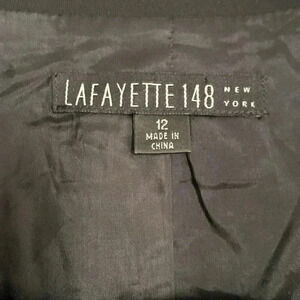 LAFAYETTE 148 NEW YORK
12
MADE IN
CHINA